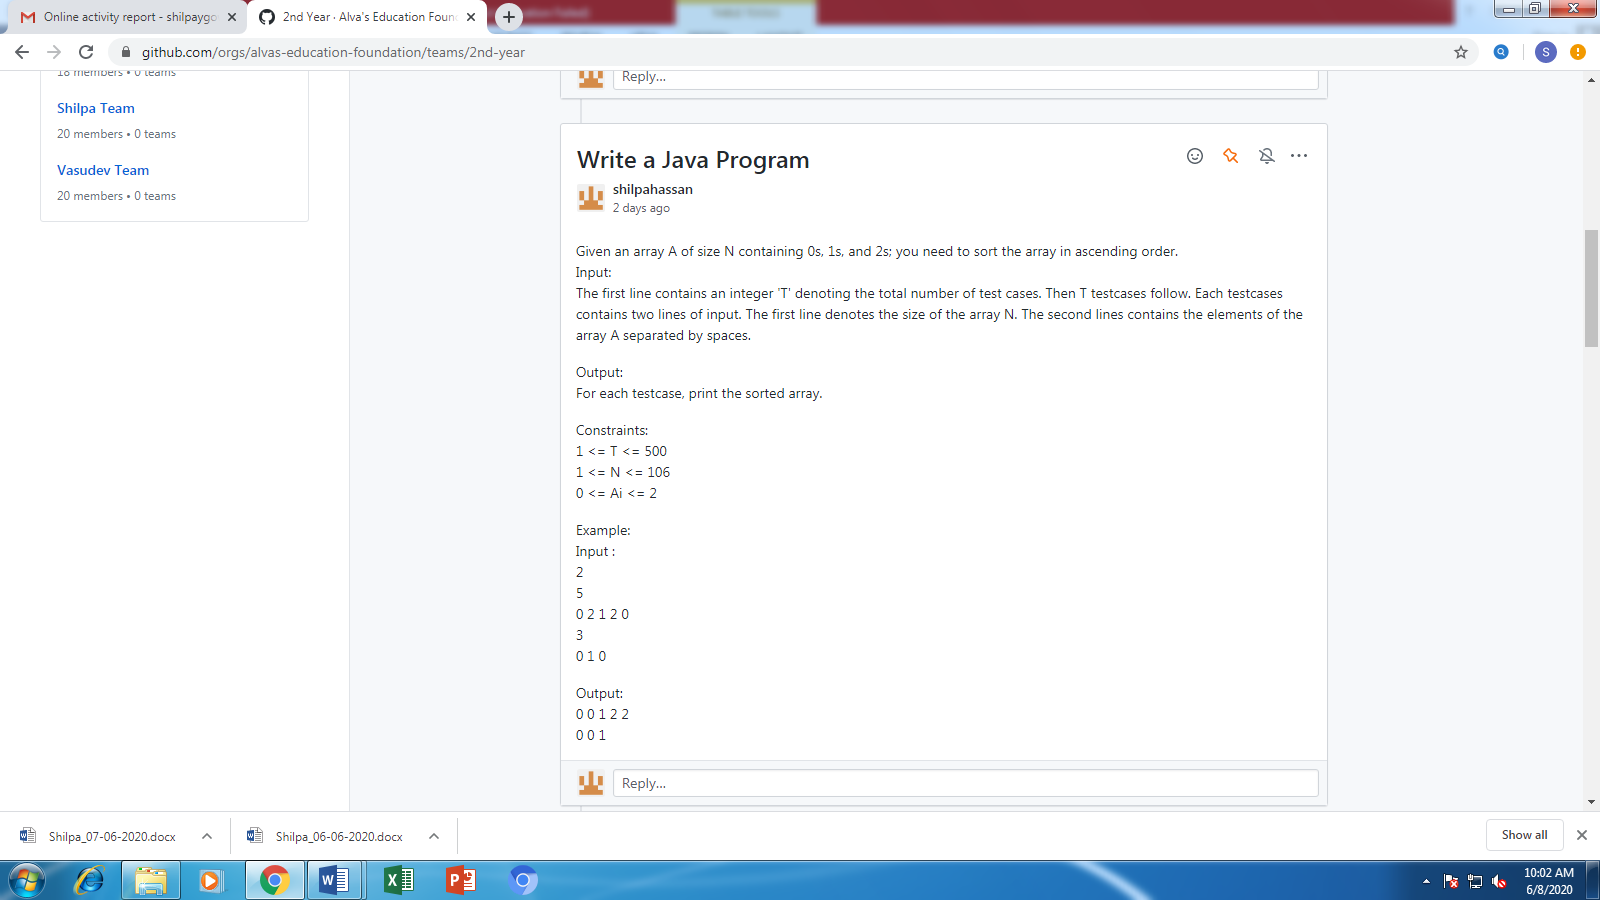 Online activity report - shilpaygo
2nd Year · Alva's Education Foun
github.com/orgs/alvas-education-foundation/teams/2nd-year
S
18 members • 0 teams
Shilpa Team
20 members • 0 teams
Vasudev Team
20 members • 0 teams
Reply...
Write a Java Program
shilpahassan
2 days ago
Given an array A of size N containing 0s, 1s, and 2s; you need to sort the array in ascending order.
Input:
The first line contains an integer 'T' denoting the total number of test cases. Then T testcases follow. Each testcases
contains two lines of input. The first line denotes the size of the array N. The second lines contains the elements of the
array A separated by spaces.
Output:
For each testcase, print the sorted array.
Constraints:
1 <= T <= 500
1 <= N <= 106
0 <= Ai <= 2
Example:
Input :
2
5
0 2 1 2 0
3
0 1 0
Output:
0 0 1 2 2
0 0 1
Reply...
Shilpa_07-06-2020.docx
Shilpa_06-06-2020.docx
Show all
10:02 AM
6/8/2020